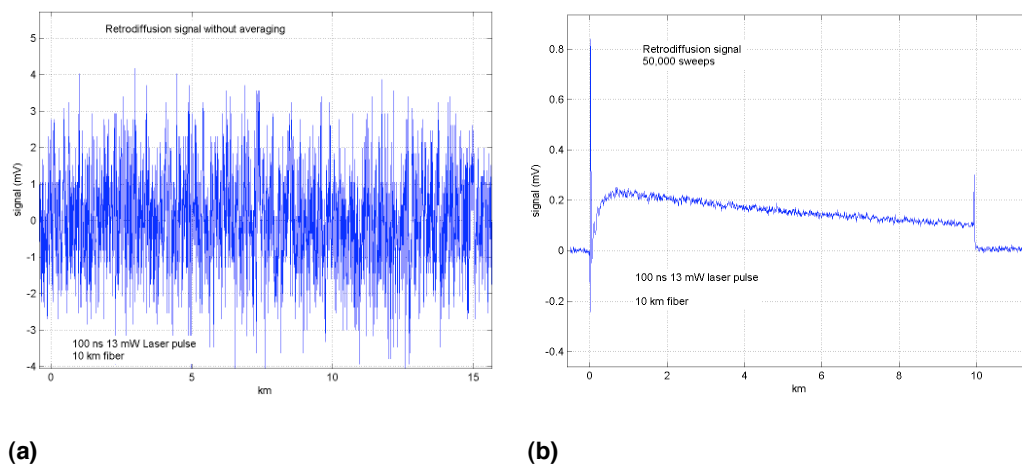 Retrodiffusion signal without averaging
5
4
3
2
1
0
-1
-2
-3
-4
signal (mV)
100 ns 13 mW Laser pulse
10 km fiber
0
5
10
15
km
(a)
0.8
0.6
0.4
0.2
0
-0.2
-0.4
signal (mV)
Retrodiffusion signal
50,000 sweeps
100 ns 13 mW laser pulse
10 km fiber
0
2
4
6
8
10
km
(b)